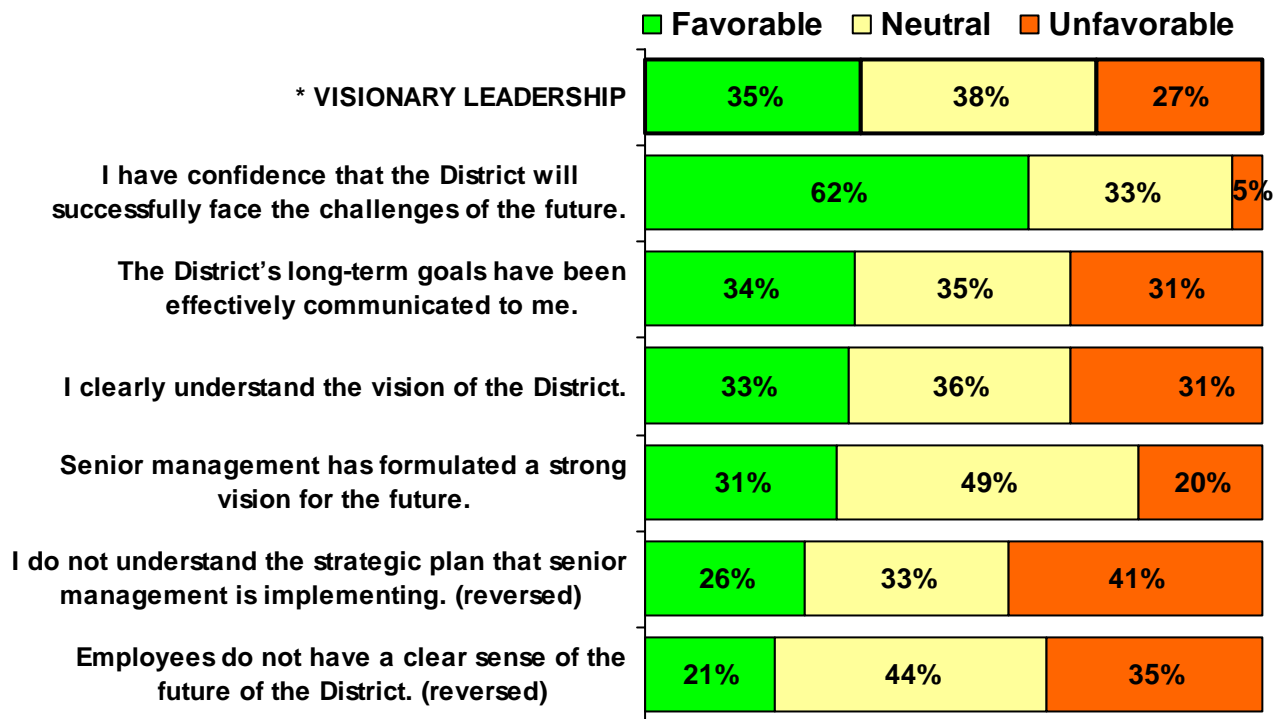 Favorable Neutral Unfavorable
* VISIONARY LEADERSHIP 35% 38% 27%
I have confidence that the District will
successfully face the challenges of the future.
62% 33% 5%
The District’s long-term goals have been
effectively communicated to me.
34% 35% 31%
I clearly understand the vision of the District. 33% 36% 31%
Senior management has formulated a strong
vision for the future.
31% 49% 20%
I do not understand the strategic plan that senior
management is implementing. (reversed)
26% 33% 41%
Employees do not have a clear sense of the
future of the District. (reversed)
21% 44% 35%